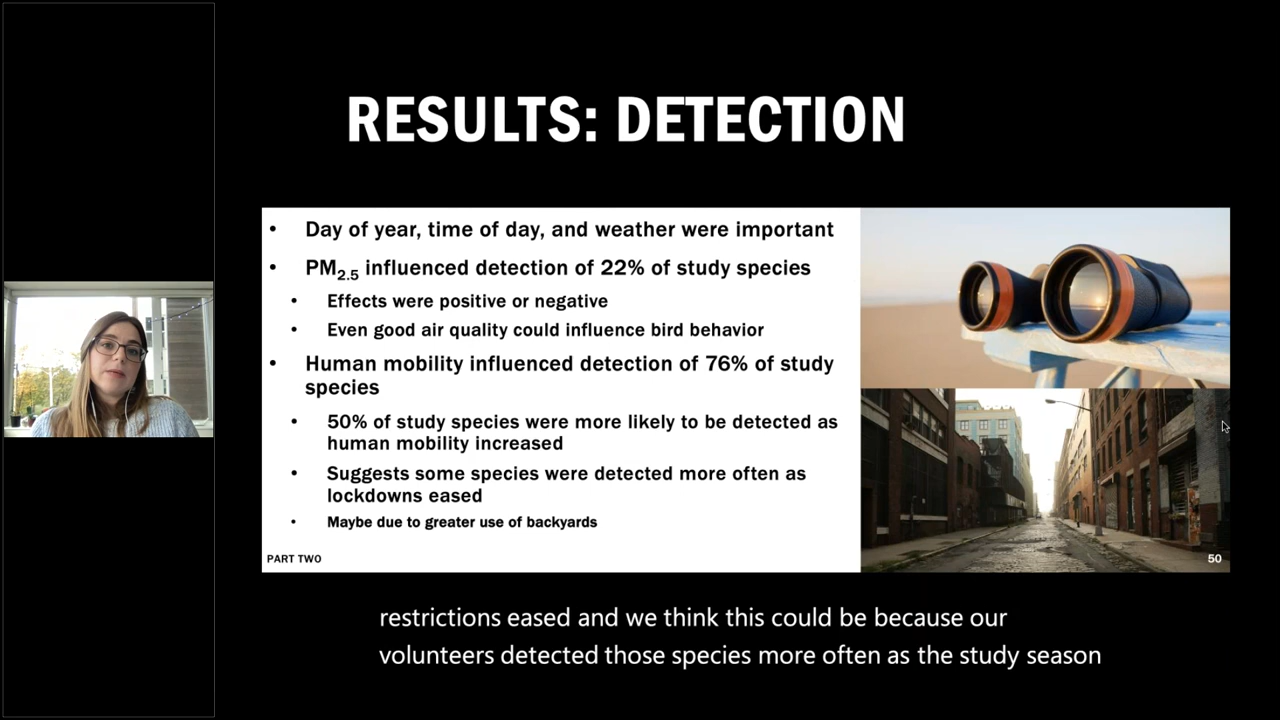 RESULTS: DETECTION
• Day of year, time of day, and weather were important
• PM2.5 influenced detection of 22% of study species
• Effects were positive or negative
• Even good air quality could influence bird behavior
• Human mobility influenced detection of 76% of study
species
• 50% of study species were more likely to be detected as
human mobility increased
• Suggests some species were detected more often as
lockdowns eased
• Maybe due to greater use of backyards
PART TWO
50
restrictions eased and we think this could be because our
volunteers detected those species more often as the study season